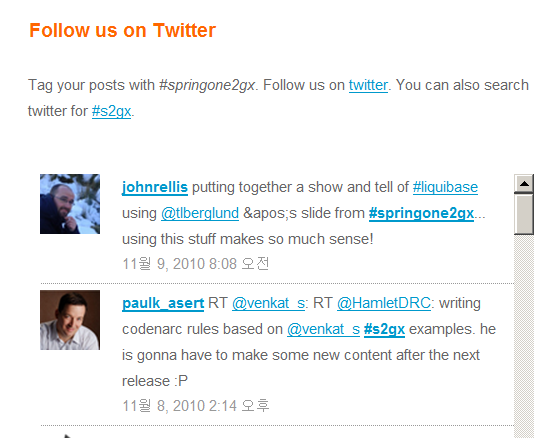 Follow us on Twitter
Tag your posts with #springone2gx. Follow us on twitter. You can also search
twitter for #s2gx.
johnrellis putting together a show and tell of #liquibase
using @tlberglund &apos;s slide from #springone2gx...
using this stuff makes so much sense!
11월 9, 2010 8:08 오전
paulk_asert RT @venkat_s: RT @HamletDRC: writing
codenarc rules based on @venkat_s #s2gx examples. he
is gonna have to make some new content after the next
release :P
11월 8, 2010 2:14 오후